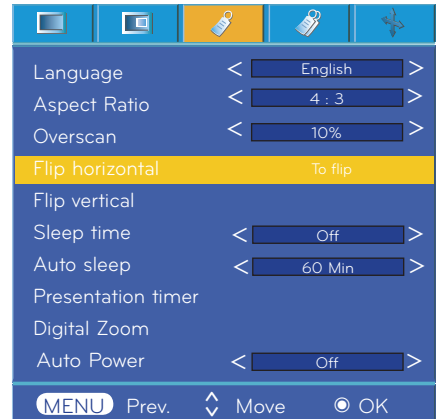 Language < English >
Aspect Ratio < 4 : 3 >
Overscan < 10% >
Flip horizontal To flip
Flip vertical
Sleep time < Off >
Auto sleep < 60 Min >
Presentation timer
Digital Zoom
Auto Power < Off >
MENU Prev. Move OK